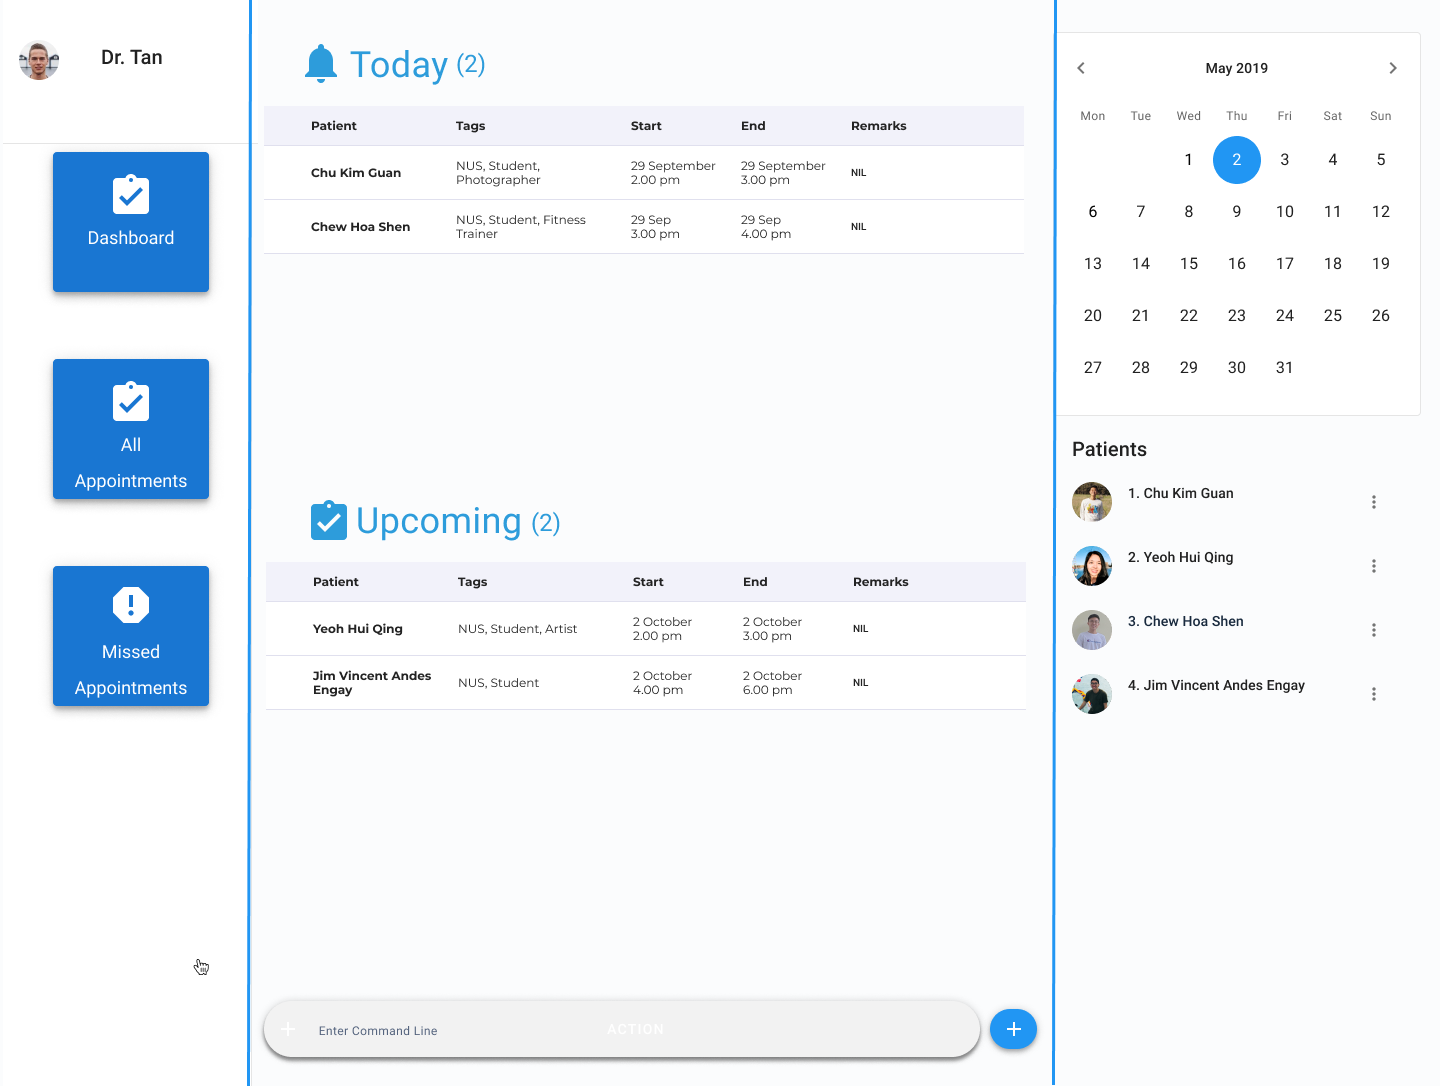 Dr. Tan
Dashboard
All
Appointments
Missed
Appointments
Today (2)
Patient Tags Start End Remarks
Chu Kim Guan NUS, Student, 29 September 29 September NIL
Photographer 2.00 pm 3.00 pm
Chew Hoa Shen NUS, Student, Fitness 29 Sep 29 Sep NIL
Trainer 3.00 pm 4.00 pm
Upcoming (2)
Patient Tags Start End Remarks
Yeoh Hui Qing NUS, Student, Artist 2 October 2 October NIL
2.00 pm 3.00 pm
Jim Vincent Andes NUS, Student 2 October 2 October NIL
Engay 4.00 pm 6.00 pm
Enter Command Line ACTION
May 2019
Mon Tue Wed Thu Fri Sat Sun
1 2 3 4 5
6 7 8 9 10 11 12
13 14 15 16 17 18 19
20 21 22 23 24 25 26
27 28 29 30 31
Patients
1. Chu Kim Guan
2. Yeoh Hui Qing
3. Chew Hoa Shen
4. Jim Vincent Andes Engay